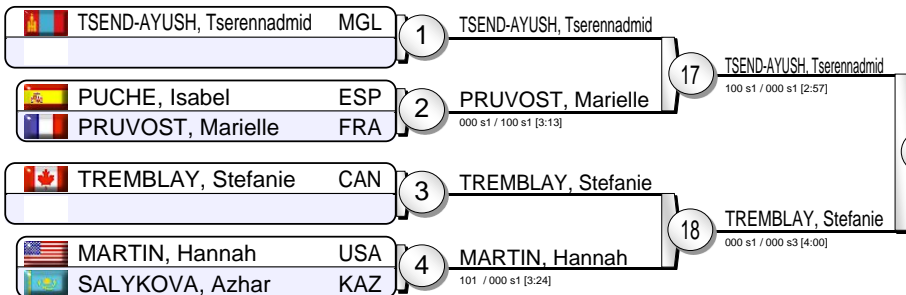 TSEND-AYUSH, Tserennadmid MGL
1
TSEND-AYUSH, Tserennadmid
PUCHE, Isabel ESP
PRUVOST, Marielle FRA
2
PRUVOST, Marielle
000 s1 / 100 s1 [3:13]
17
TSEND-AYUSH, Tserennadmid
100 s1 / 000 s1 [2:57]
TREMBLAY, Stefanie CAN
3
TREMBLAY, Stefanie
MARTIN, Hannah USA
SALYKOVA, Azhar KAZ
4
MARTIN, Hannah
101 / 000 s1 [3:24]
18
TREMBLAY, Stefanie
000 s1 / 000 s3 [4:00]